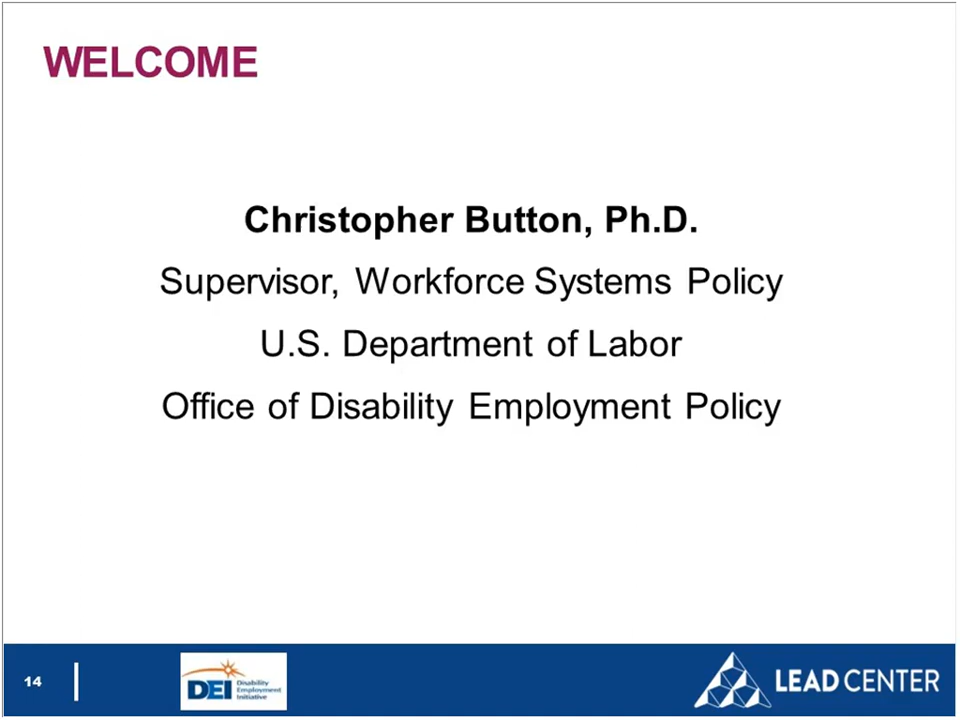 WELCOME
Christopher Button, Ph.D.
Supervisor, Workforce Systems Policy
U.S. Department of Labor
Office of Disability Employment Policy
14
DEI
Disability
Employment
Initiative
LEAD CENTER